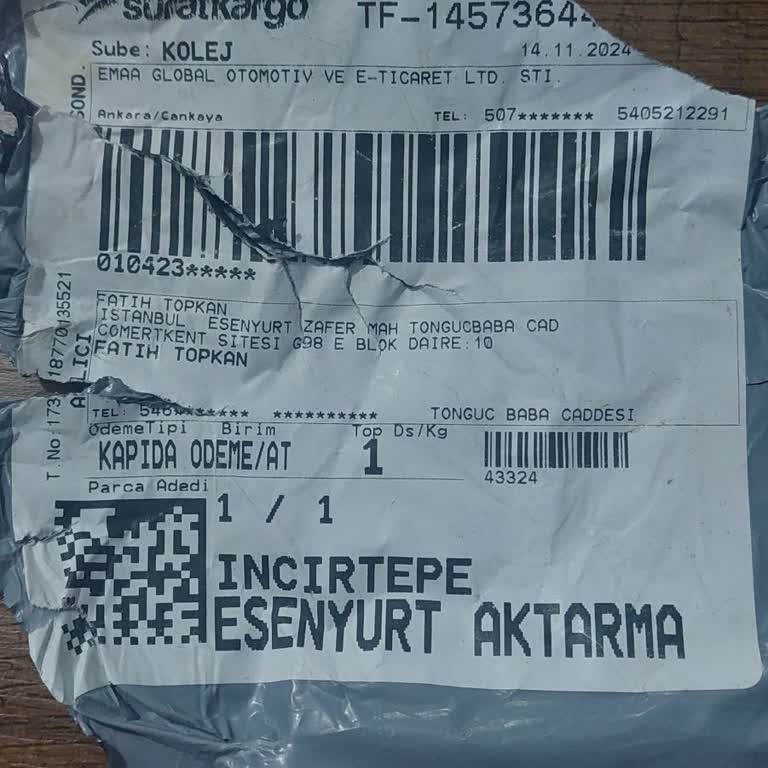 suratkargo TF-14573644
Sube: KOLEJ 14.11.2024
EMAA GLOBAL OTOMOTIV VE E-TICARET LTD. STI.
Ankara/Cankaya TEL: 507******* 5405212291
010423*****
FATIH TOPKAN
ISTANBUL ESENYURT ZAFER MAH TONGUCBABA CAD
COMERTKENT SITESI G98 E BLOK DAIRE:10
FATIH TOPKAN
TEL: 546******* ********** TONGUC BABA CADDESI
OdemeTipi Birim Top Ds/Kg
KAPIDA ODEME/AT 1
43324
Parca Adedi
1 / 1
INCIRTEPE
ESENYURT AKTARMA
T.No:173